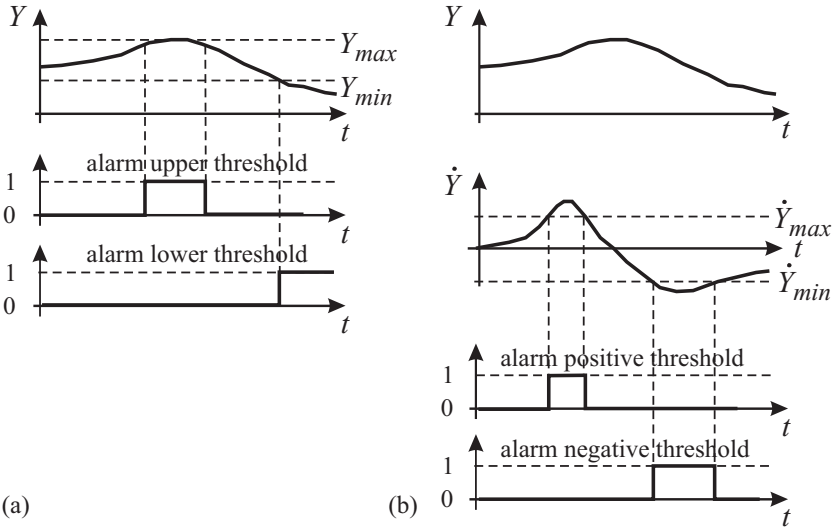 Y
Y_max
Y_min
t
alarm upper threshold
1
0
alarm lower threshold
1
0
t
(a)
Y
t
Ẏ
Ẏ_max
t
Ẏ_min
alarm positive threshold
1
0
t
alarm negative threshold
1
0
t
(b)